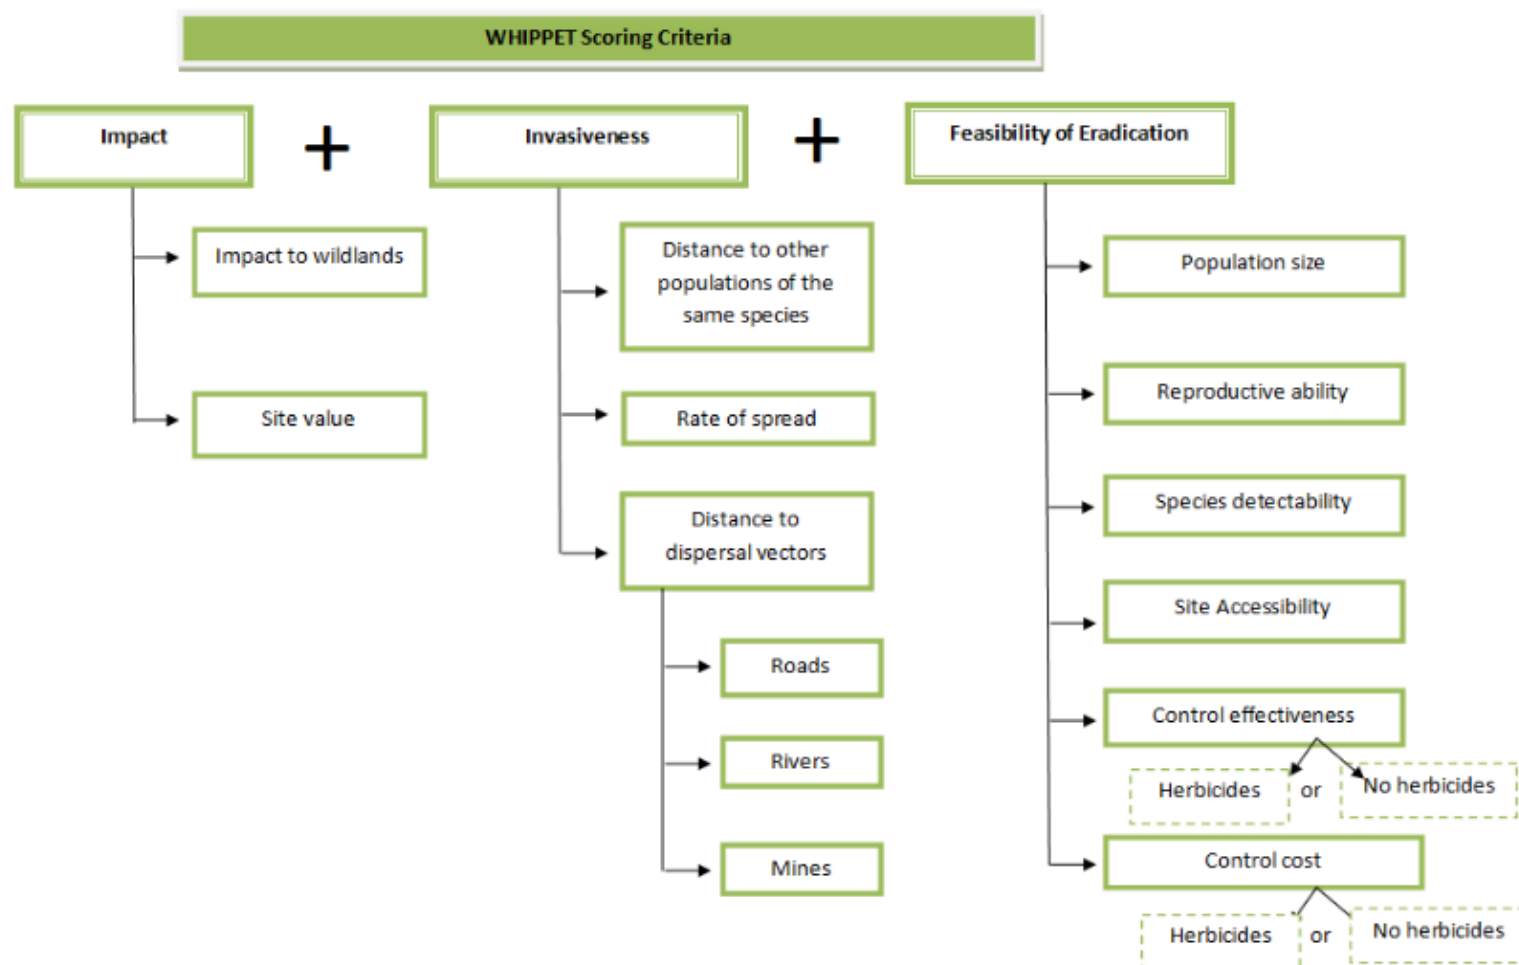 WHIPPET Scoring Criteria
Impact
+
Invasiveness
+
Feasibility of Eradication
Impact to wildlands
Site value
Distance to other
populations of the
same species
Rate of spread
Distance to
dispersal vectors
Roads
Rivers
Mines
Population size
Reproductive ability
Species detectability
Site Accessibility
Control effectiveness
Herbicides or No herbicides
Control cost
Herbicides or No herbicides